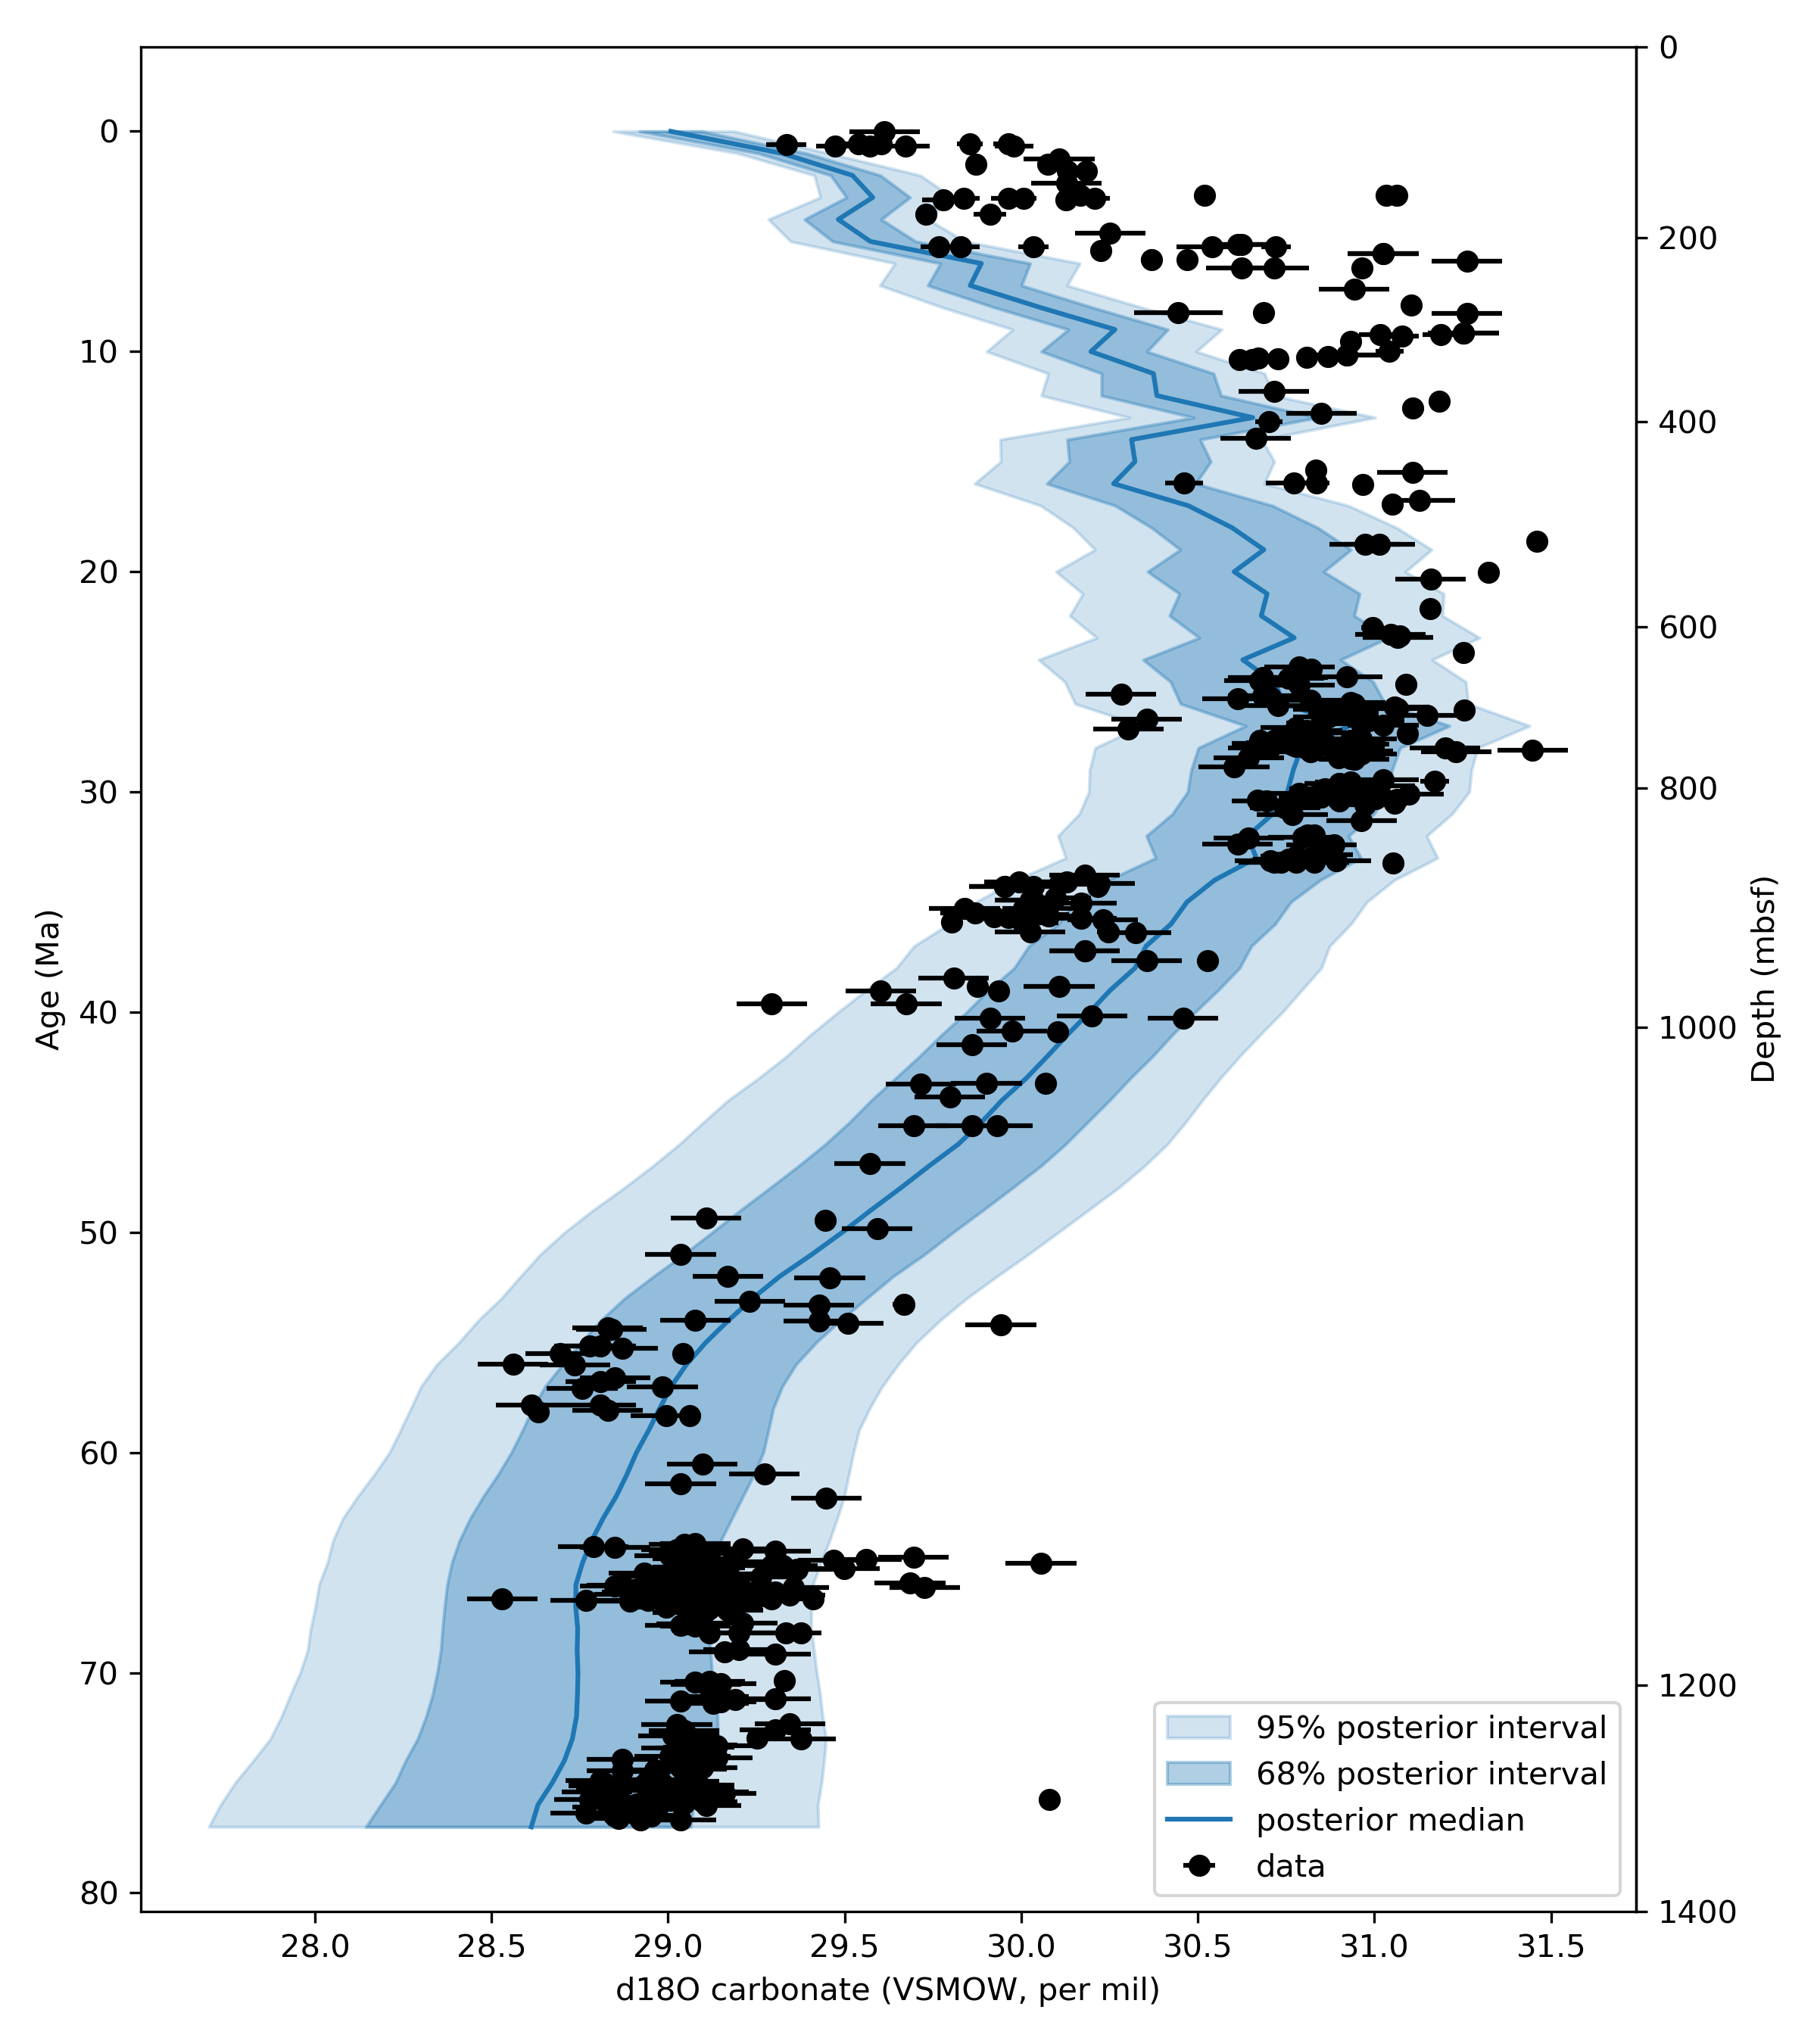 0
10
20
30
40
50
60
70
80
Age (Ma)
0
200
400
600
800
1000
1200
1400
Depth (mbsf)
95% posterior interval
68% posterior interval
posterior median
data
28.0 28.5 29.0 29.5 30.0 30.5 31.0 31.5
d18O carbonate (VSMOW, per mil)